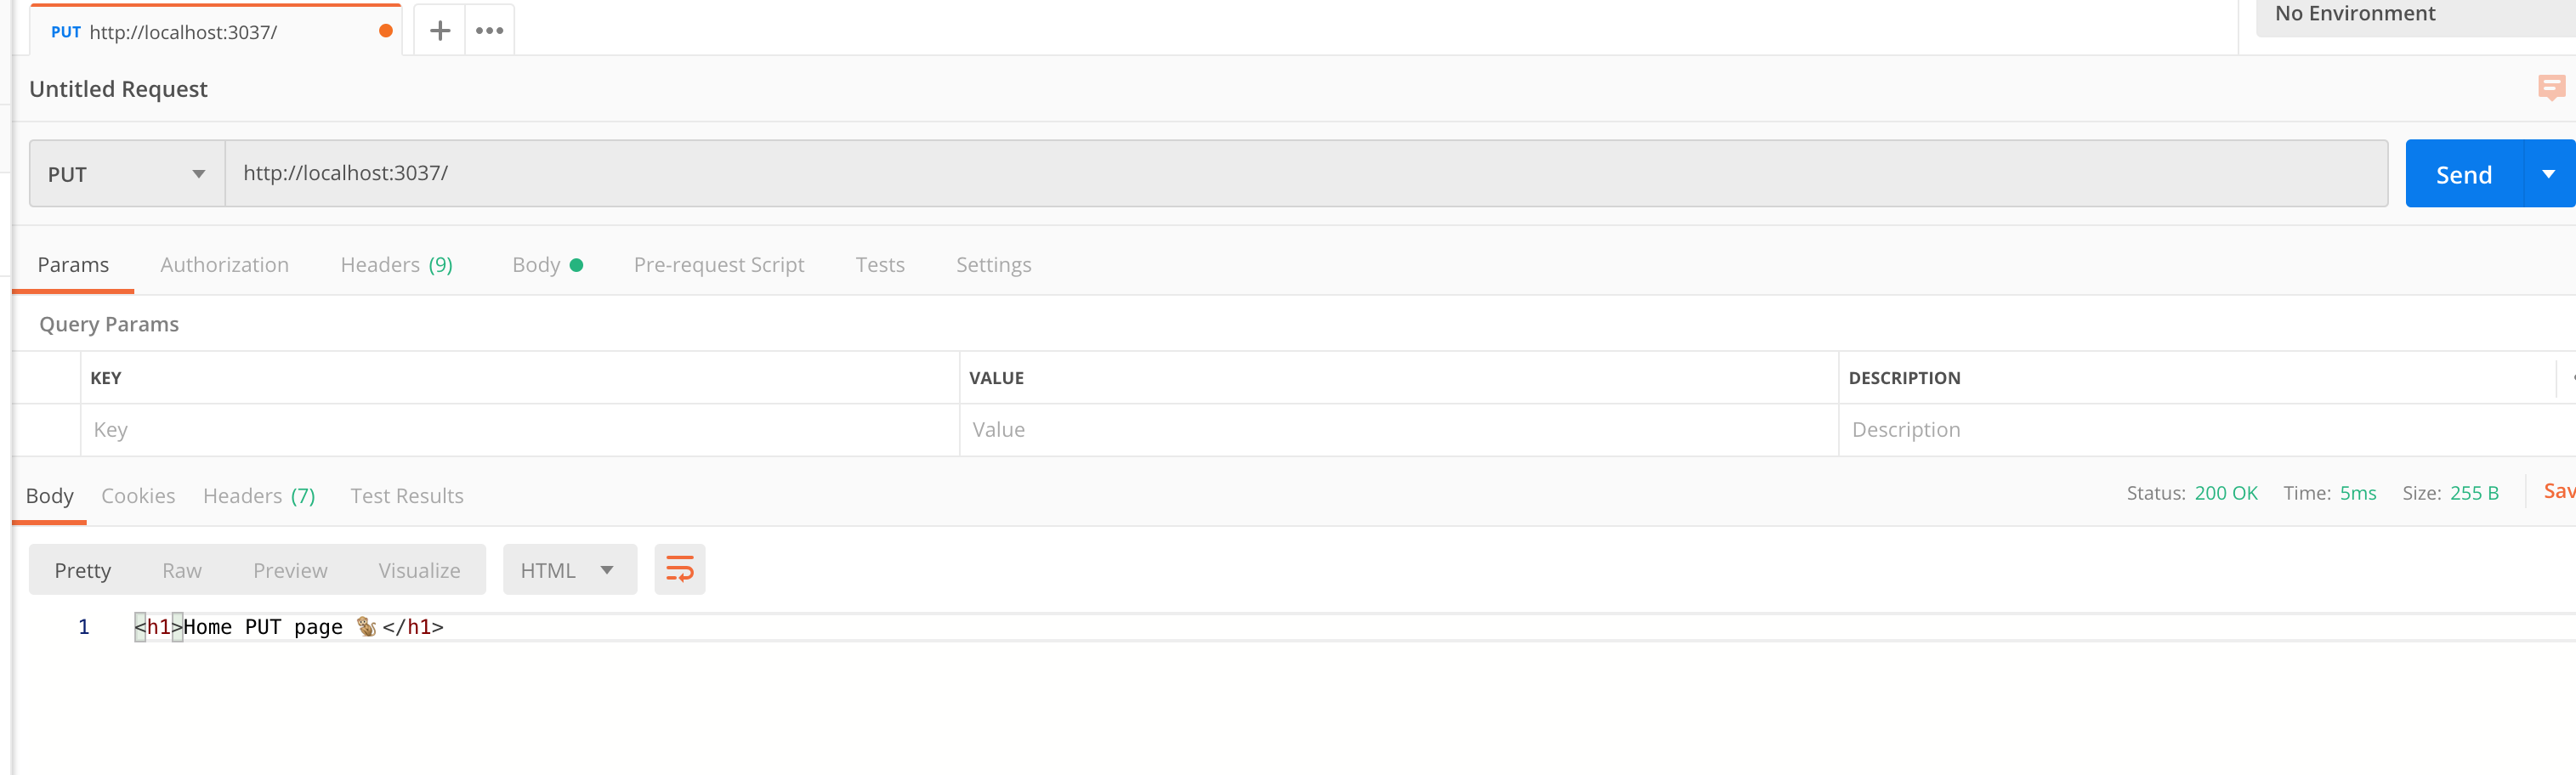 PUT http://localhost:3037/
No Environment
Untitled Request
PUT http://localhost:3037/ Send
Params Authorization Headers (9) Body Pre-request Script Tests Settings
Query Params
KEY VALUE DESCRIPTION
Key Value Description
Body Cookies Headers (7) Test Results Status: 200 OK Time: 5ms Size: 255 B Sav
Pretty Raw Preview Visualize HTML
1 <h1>Home PUT page 🐒</h1>